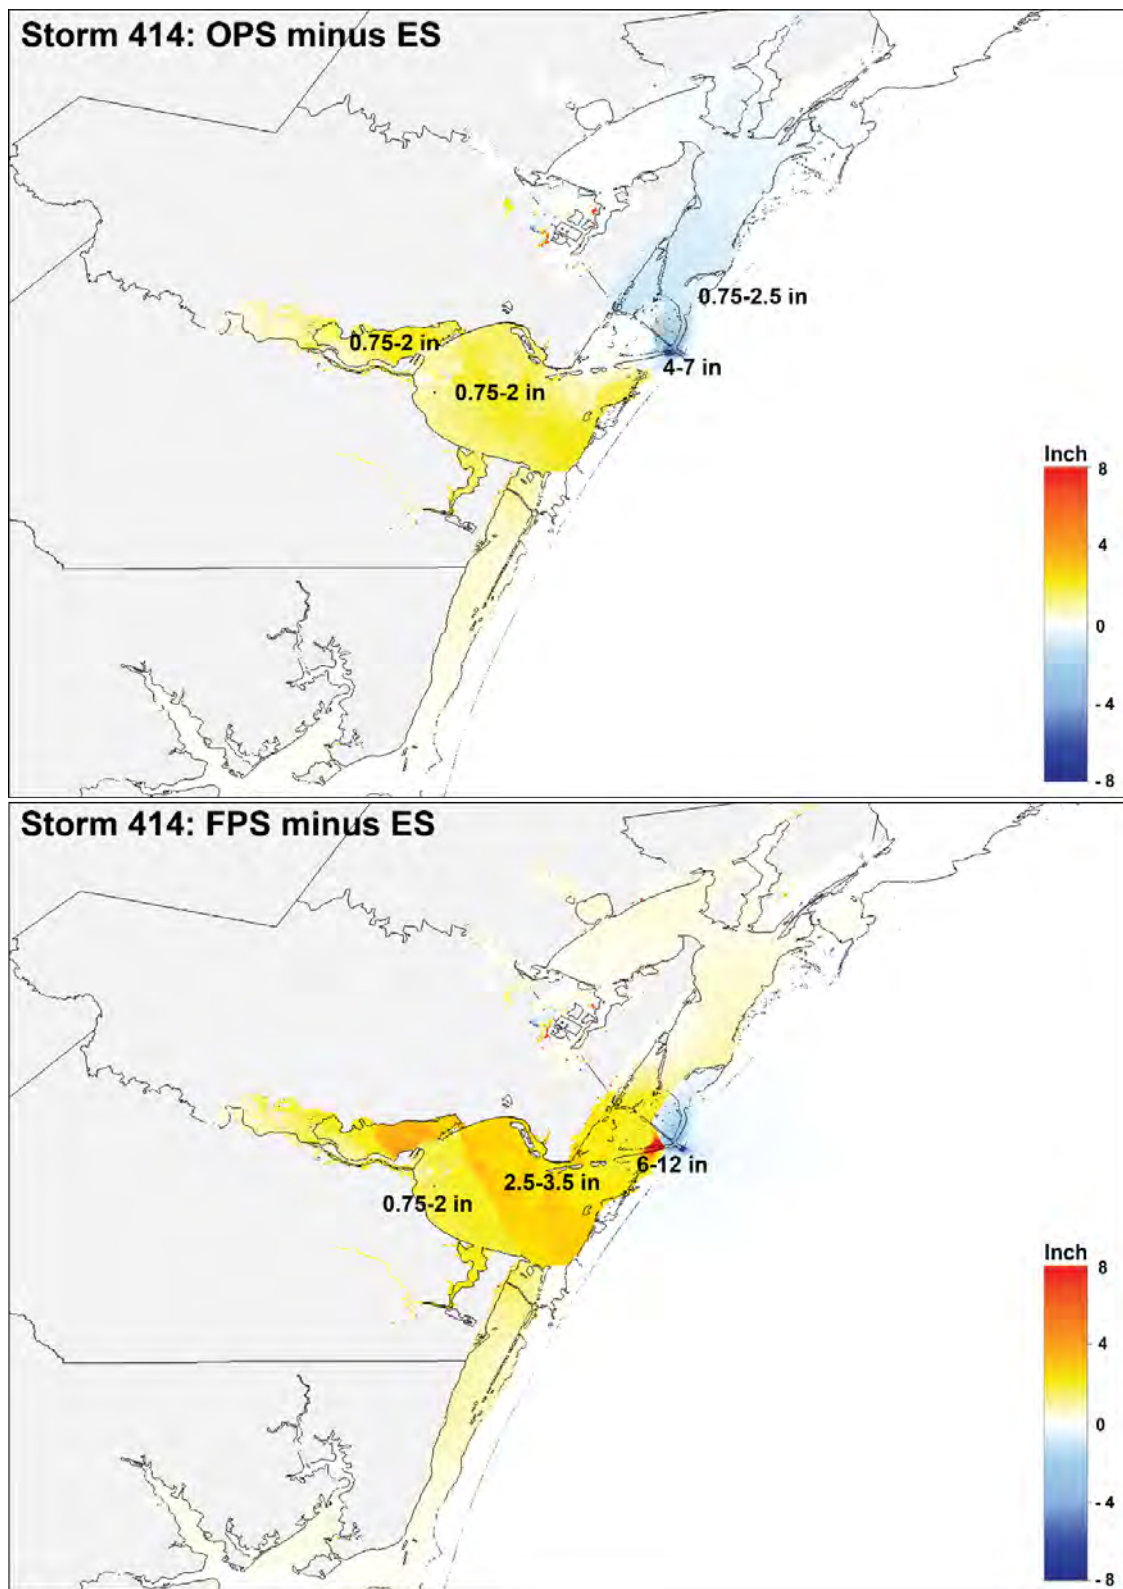 Storm 414: OPS minus ES
0.75-2.5 in
0.75-2 in
4-7 in
0.75-2 in
Inch
8
4
0
- 4
- 8
Storm 414: FPS minus ES
6-12 in
2.5-3.5 in
0.75-2 in
Inch
8
4
0
- 4
- 8